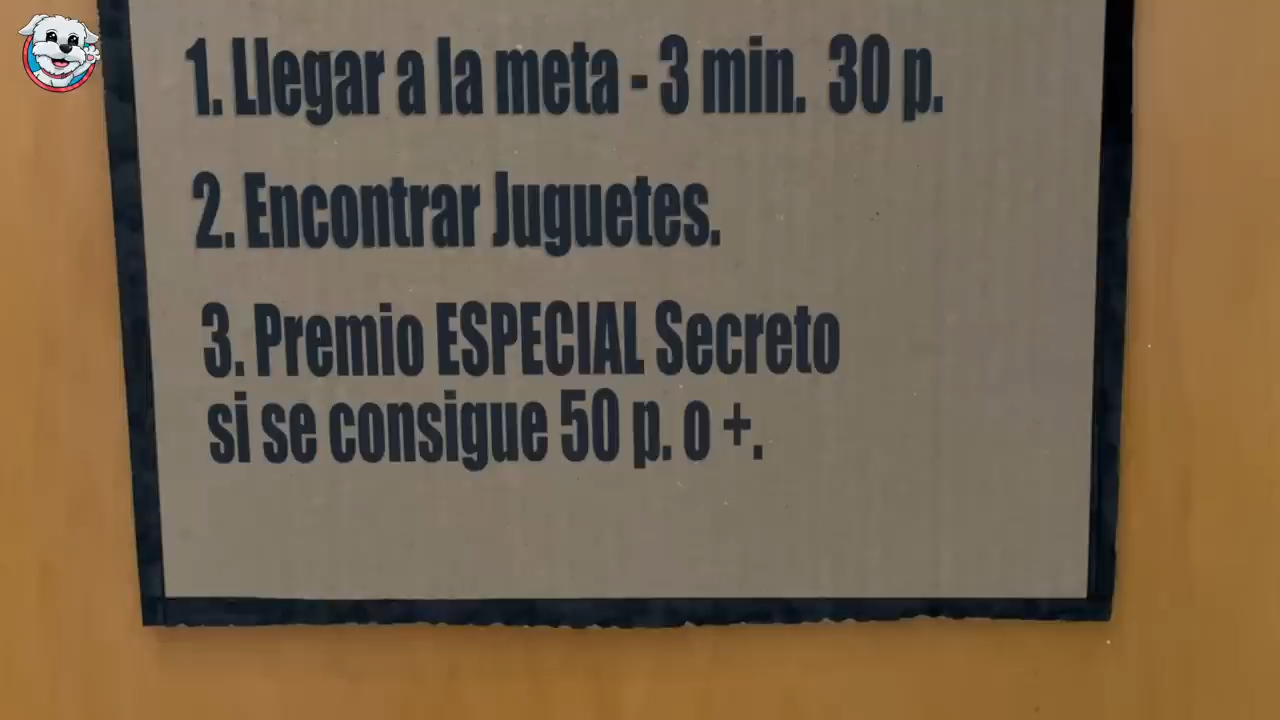 1. Llegar a la meta - 3 min. 30 p.
2. Encontrar Juguetes.
3. Premio ESPECIAL Secreto
si se consigue 50 p. o +.